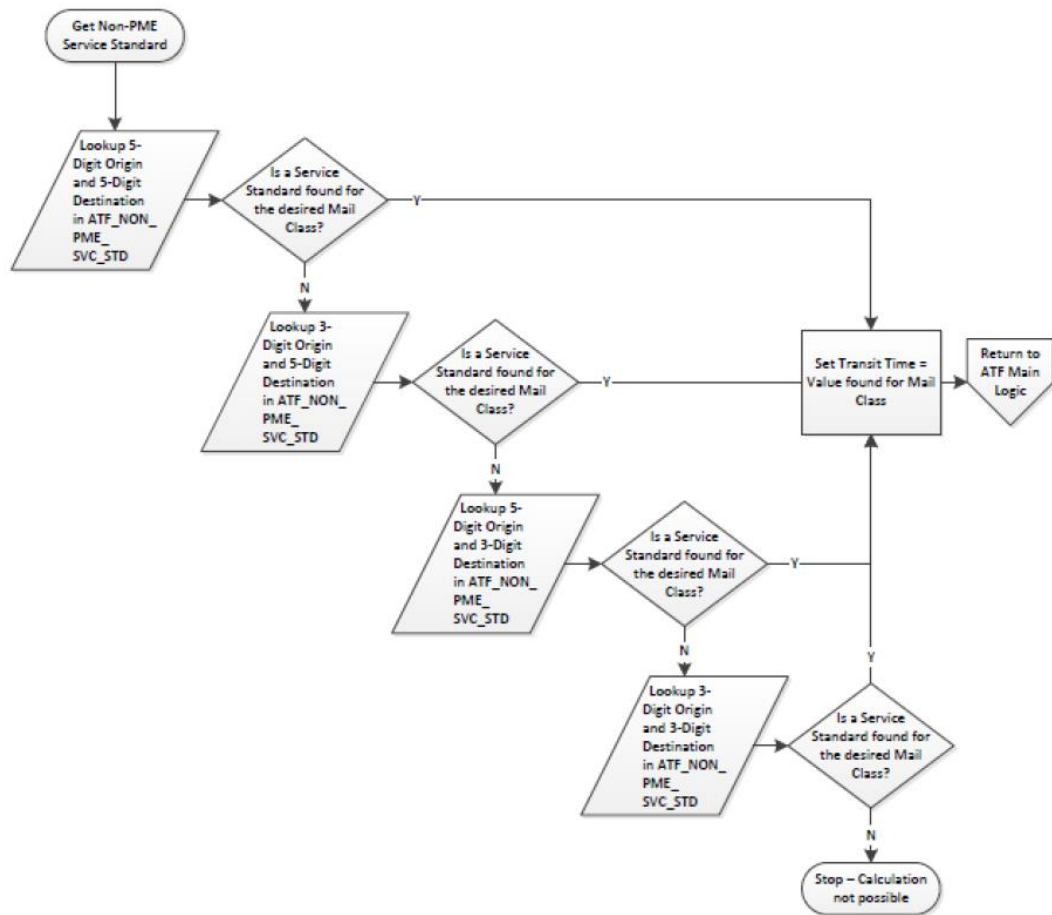 Get Non-PME
Service Standard
Lookup 5-
Digit Origin
and 5-Digit
Destination
in ATF_NON_
PME_
SVC_STD
Is a Service
Standard found for
the desired Mail
Class?
Y
N
Lookup 3-
Digit Origin
and 5-Digit
Destination
in ATF_NON_
PME_
SVC_STD
Is a Service
Standard found for
the desired Mail
Class?
Y
Set Transit Time =
Value found for Mail
Class
Return to
ATF Main
Logic
N
Lookup 5-
Digit Origin
and 3-Digit
Destination
in ATF_NON_
PME_
SVC_STD
Is a Service
Standard found for
the desired Mail
Class?
Y
N
Lookup 3-
Digit Origin
and 3-Digit
Destination
in ATF_NON_
PME_
SVC_STD
Y
Is a Service
Standard found for
the desired Mail
Class?
N
Stop – Calculation
not possible